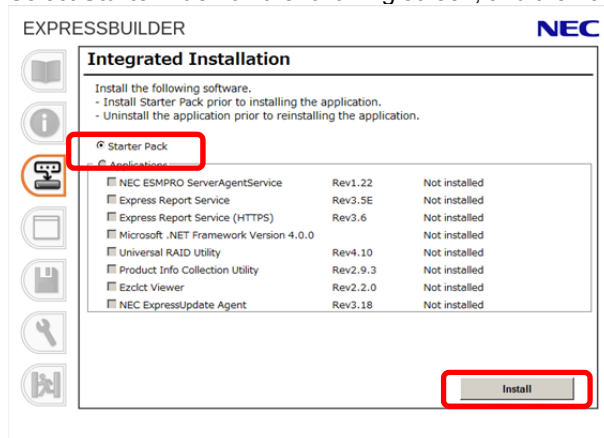 EXPRESSBUILDER NEC
Integrated Installation
Install the following software.
- Install Starter Pack prior to installing the application.
- Uninstall the application prior to reinstalling the application.
Starter Pack
Applications
NEC ESMPRO ServerAgentService Rev1.22 Not installed
Express Report Service Rev3.5E Not installed
Express Report Service (HTTPS) Rev3.6 Not installed
Microsoft .NET Framework Version 4.0.0 Not installed
Universal RAID Utility Rev4.10 Not installed
Product Info Collection Utility Rev2.9.3 Not installed
Ezclct Viewer Rev2.2.0 Not installed
NEC ExpressUpdate Agent Rev3.18 Not installed
Install